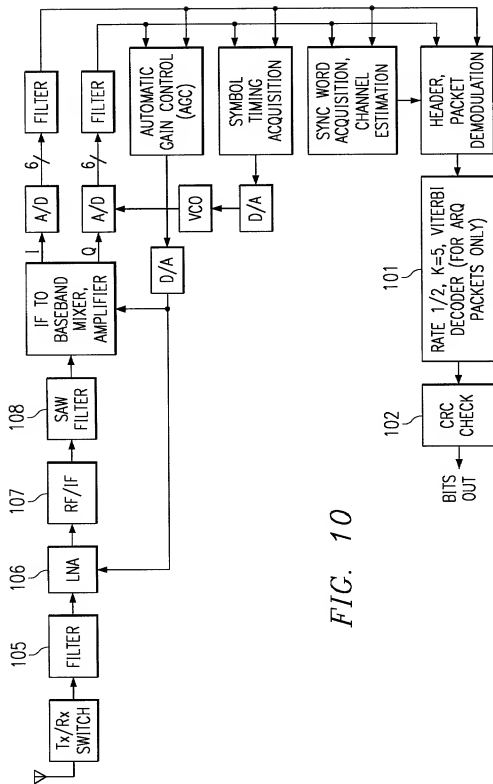 Tx/Rx
SWITCH
105
FILTER
106
LNA
107
RF/IF
108
SAW
FILTER
IF TO
BASEBAND
MIXER,
AMPLIFIER
I
Q
A/D
A/D
6/
6/
FILTER
FILTER
AUTOMATIC
GAIN CONTROL
(AGC)
D/A
SYMBOL
TIMING
ACQUISITION
D/A
VCO
SYNC WORD
ACQUISITION,
CHANNEL
ESTIMATION
HEADER,
PACKET
DEMODULATION
101
RATE 1/2, K=5, VITERBI
DECODER (FOR ARQ
PACKETS ONLY)
102
CRC
CHECK
BITS
OUT
FIG. 10